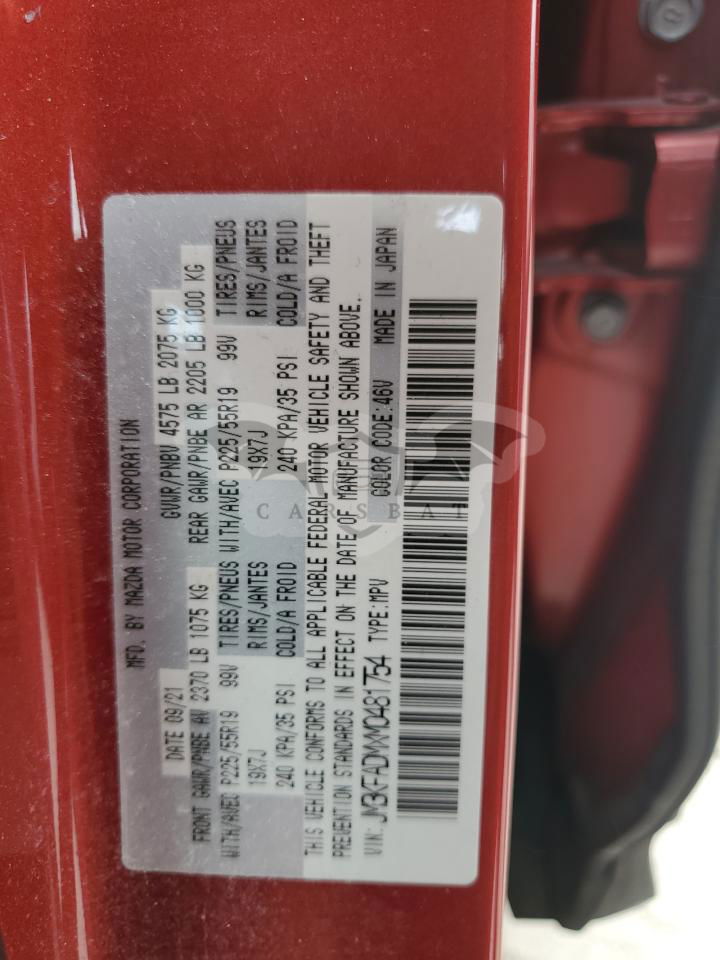 MFD. BY MAZDA MOTOR CORPORATION
DATE 09/21 GVWR/PNBV 4575 LB 2075 KG
FRONT GAWR/PNBE AV 2370 LB 1075 KG REAR GAWR/PNBE AR 2205 LB 1000 KG
WITH/AVEC P225/55R19 99V TIRES/PNEUS WITH/AVEC P225/55R19 99V TIRES/PNEUS
19X7J RIMS/JANTES 19X7J RIMS/JANTES
240 KPA/35 PSI COLD/A FROID 240 KPA/35 PSI COLD/A FROID
THIS VEHICLE CONFORMS TO ALL APPLICABLE FEDERAL MOTOR VEHICLE SAFETY AND THEFT
PREVENTION STANDARDS IN EFFECT ON THE DATE OF MANUFACTURE SHOWN ABOVE.
VIN: TYPE:MPV COLOR CODE:46V MADE IN JAPAN
CARSBAT